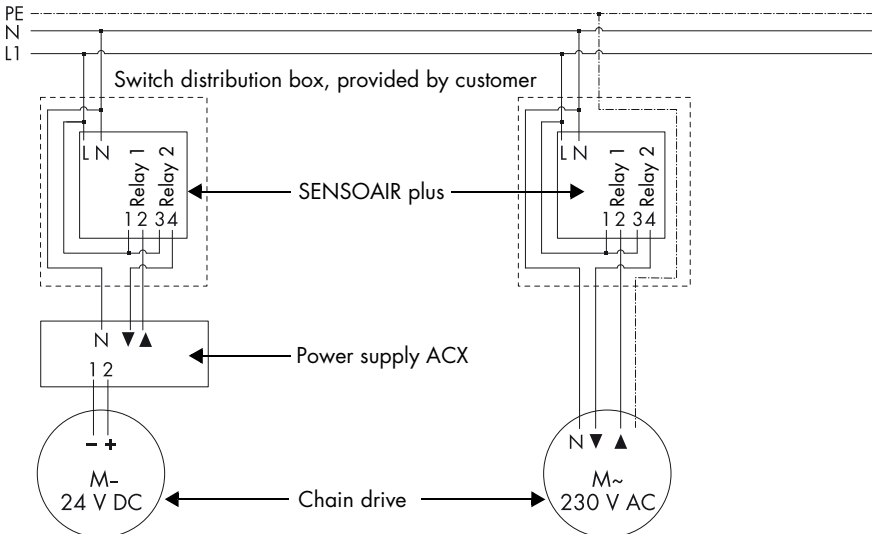 PE
N
L1
Switch distribution box, provided by customer
L N
Relay 1
Relay 2
1 2 3 4
SENSOAIR plus
L N
Relay 1
Relay 2
1 2 3 4
N ▼ ▲
1 2
Power supply ACX
– +
M–
24 V DC
Chain drive
N ▼ ▲
M~
230 V AC